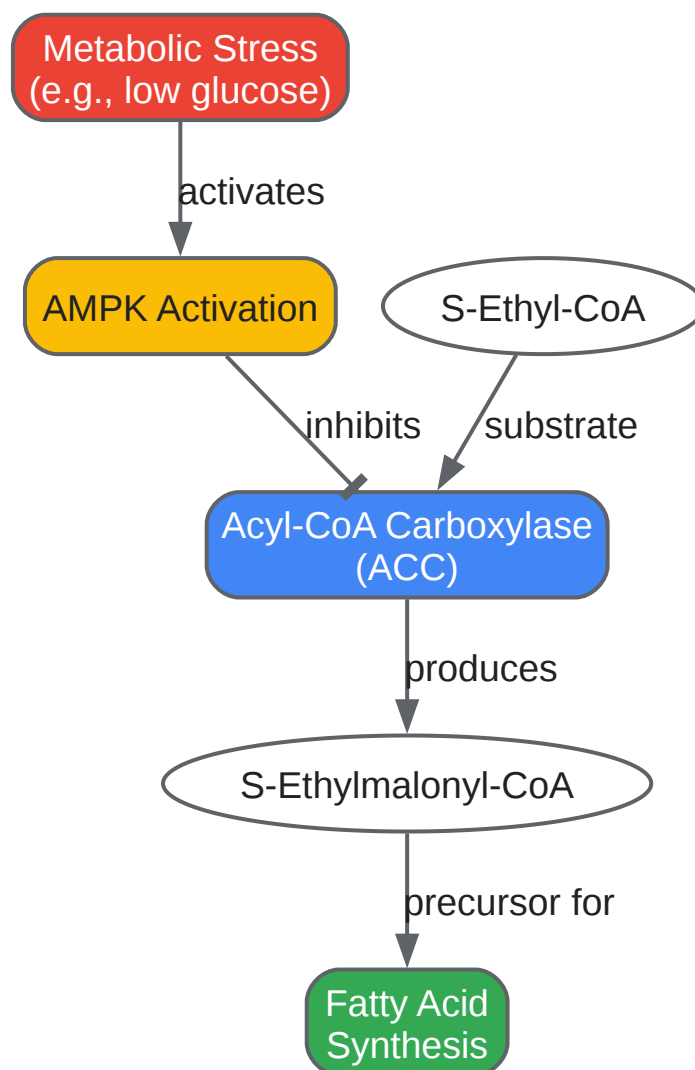 Metabolic Stress
(e.g., low glucose)
activates
AMPK Activation
S-Ethyl-CoA
inhibits
substrate
Acyl-CoA Carboxylase
(ACC)
produces
S-Ethylmalonyl-CoA
precursor for
Fatty Acid
Synthesis